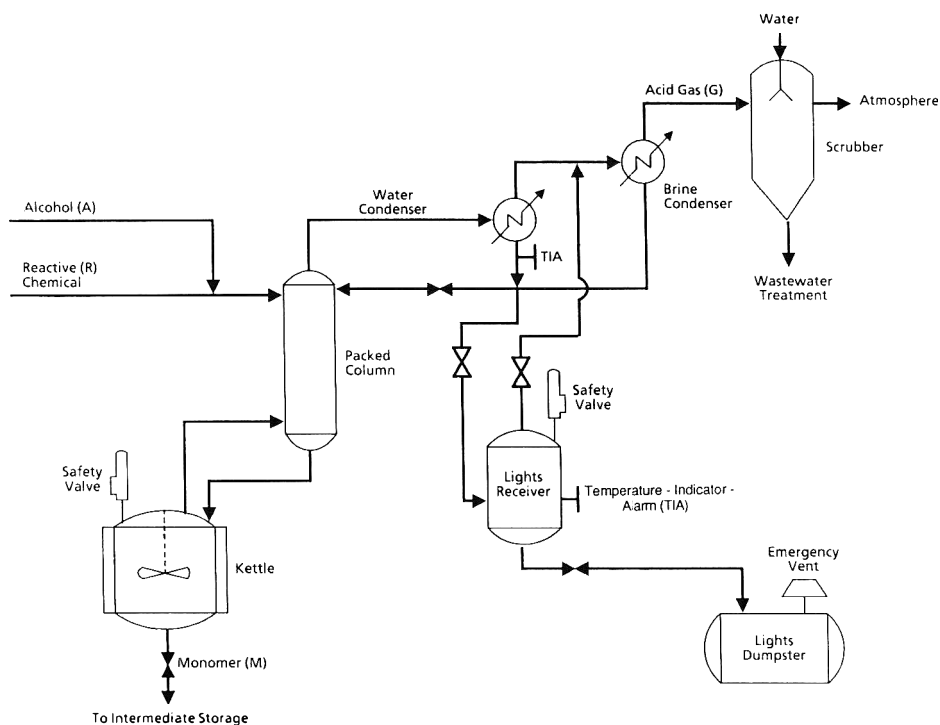 Water
Acid Gas (G)
Atmosphere
Scrubber
Brine
Condenser
Water
Condenser
Alcohol (A)
TIA
Reactive (R)
Chemical
Wastewater
Treatment
Packed
Column
Safety
Valve
Safety
Valve
Lights
Receiver
Temperature - Indicator -
Alarm (TIA)
Kettle
Emergency
Vent
Lights
Dumpster
Monomer (M)
To Intermediate Storage